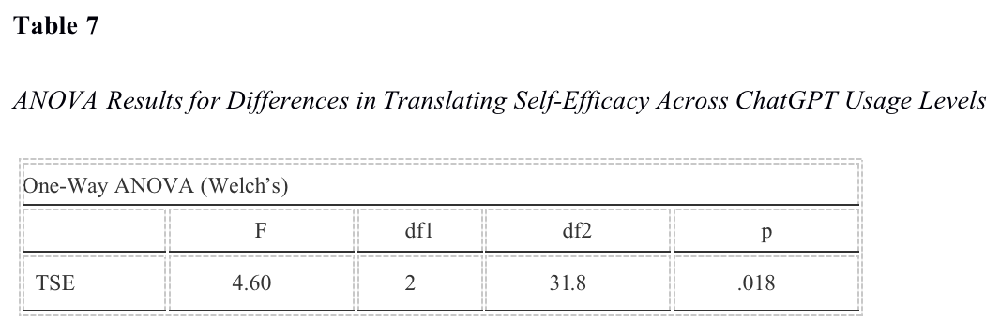 Table 7
ANOVA Results for Differences in Translating Self-Efficacy Across ChatGPT Usage Levels
One-Way ANOVA (Welch’s)
F df1 df2 p
TSE 4.60 2 31.8 .018